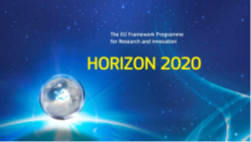 The EU Framework Programme
for Research and Innovation
HORIZON 2020